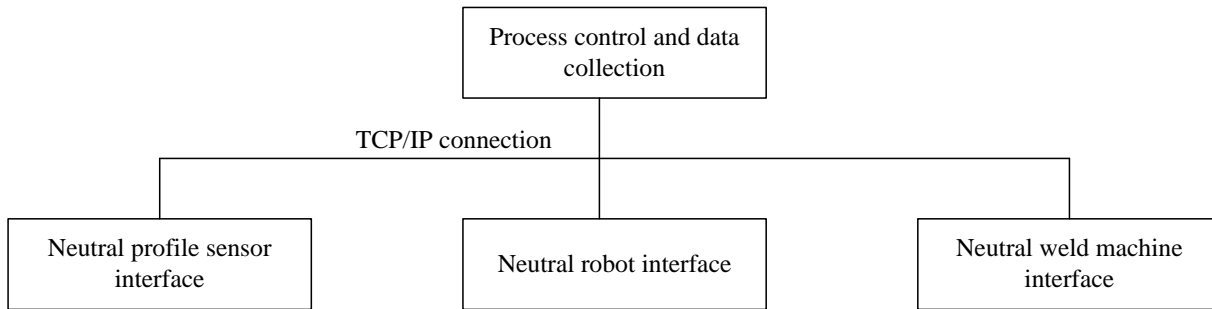 Process control and data
collection
TCP/IP connection
Neutral profile sensor
interface
Neutral robot interface
Neutral weld machine
interface